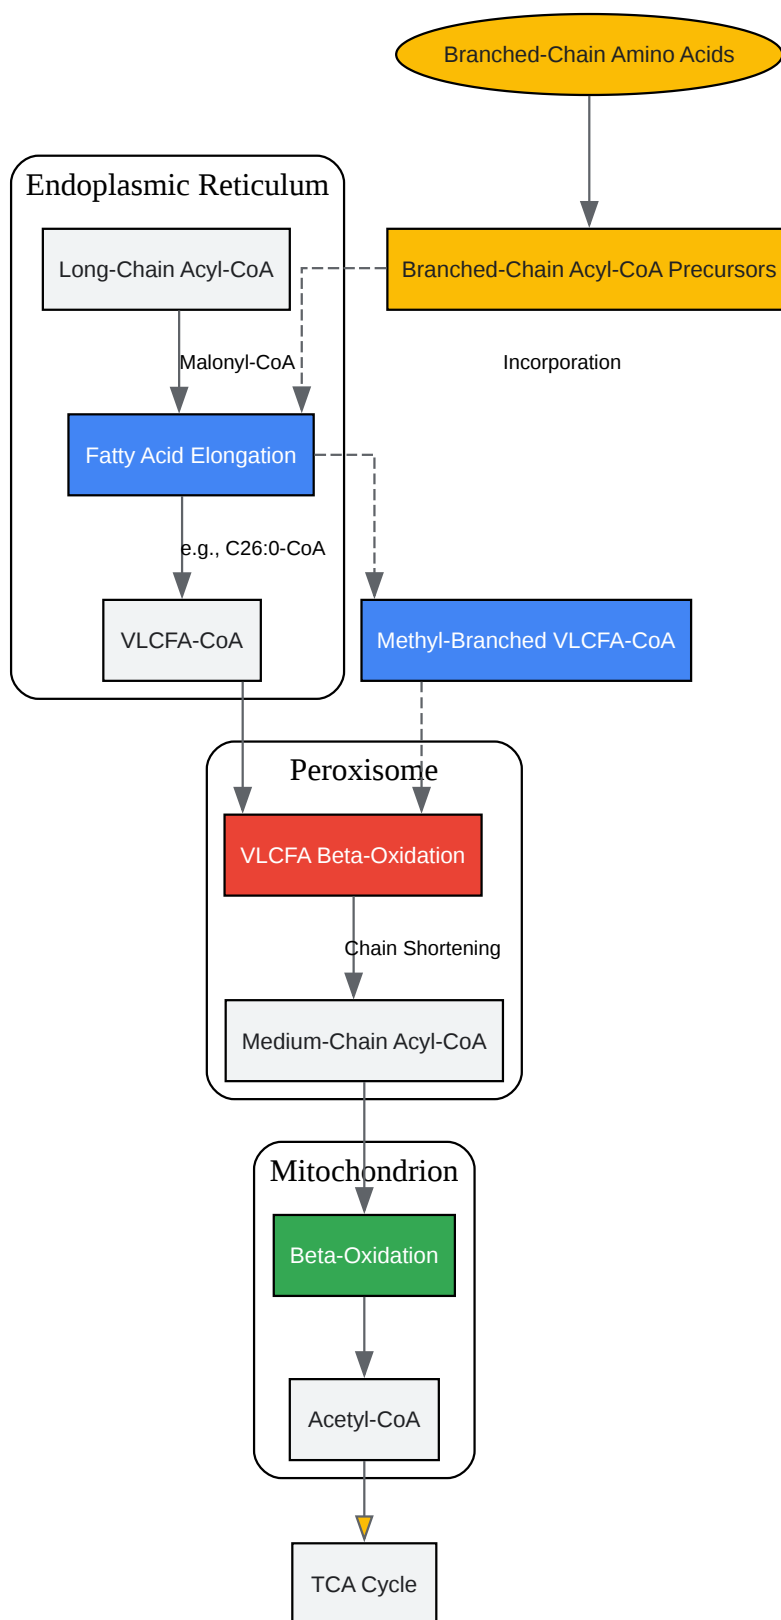 Branched-Chain Amino Acids
Endoplasmic Reticulum
Long-Chain Acyl-CoA
Branched-Chain Acyl-CoA Precursors
Malonyl-CoA
Incorporation
Fatty Acid Elongation
e.g., C26:0-CoA
VLCFA-CoA
Methyl-Branched VLCFA-CoA
Peroxisome
VLCFA Beta-Oxidation
Chain Shortening
Medium-Chain Acyl-CoA
Mitochondrion
Beta-Oxidation
Acetyl-CoA
TCA Cycle